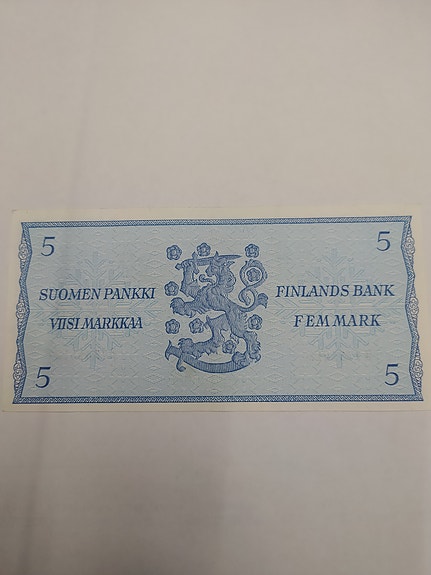 5 5
SUOMEN PANKKI FINLANDS BANK
VIISI MARKKAA FEM MARK
5 5